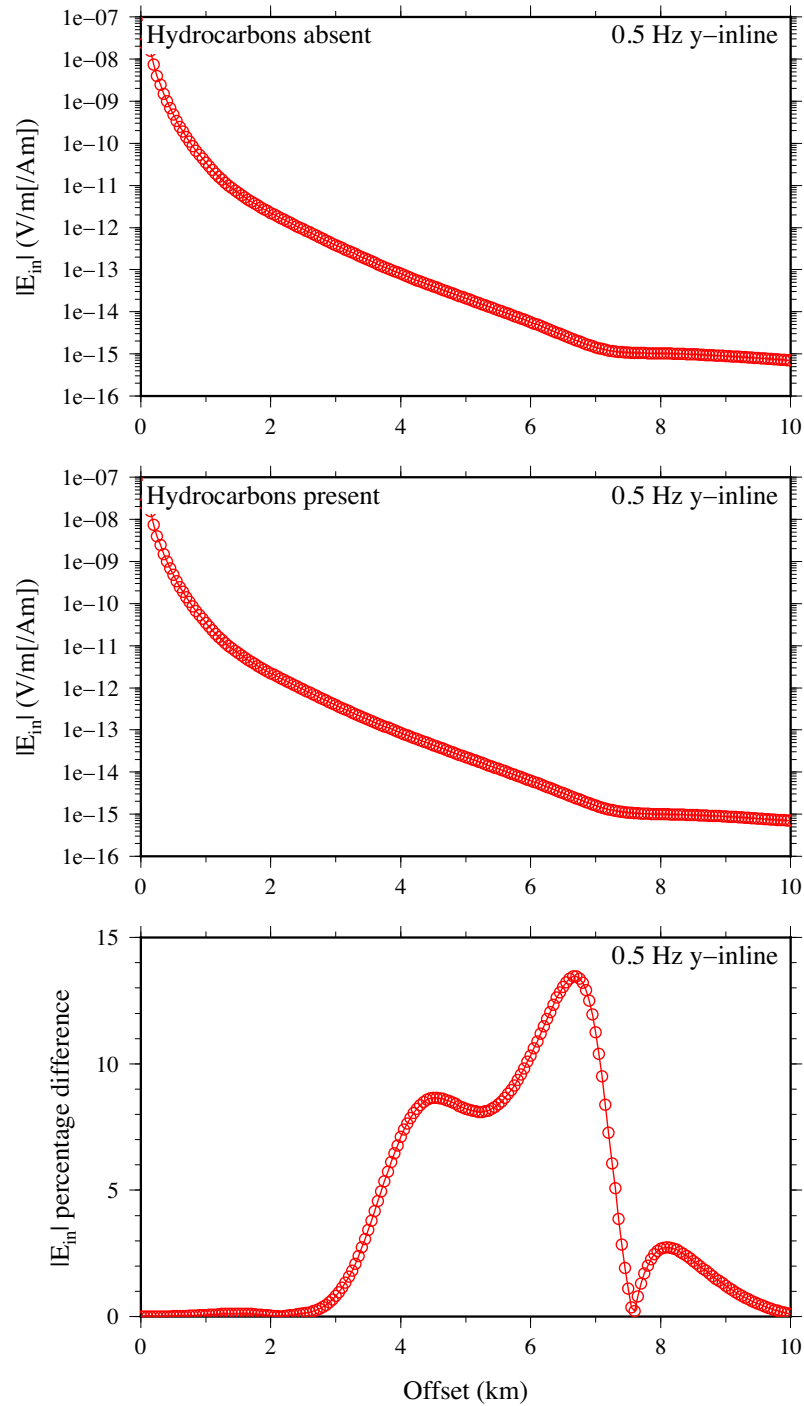 Hydrocarbons absent 0.5 Hz y−inline
1e−07
1e−08
1e−09
1e−10
1e−11
1e−12
1e−13
1e−14
1e−15
1e−16
|E_in| (V/m[/Am])
0 2 4 6 8 10
Hydrocarbons present 0.5 Hz y−inline
1e−07
1e−08
1e−09
1e−10
1e−11
1e−12
1e−13
1e−14
1e−15
1e−16
|E_in| (V/m[/Am])
0 2 4 6 8 10
0.5 Hz y−inline
15
10
5
0
|E_in| percentage difference
0 2 4 6 8 10
Offset (km)